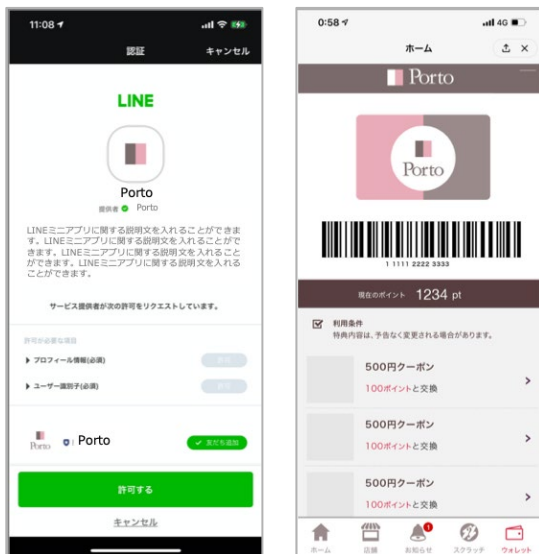 11:08
認証
キャンセル
LINE
Porto
提供者 Porto
LINEミニアプリに関する説明文を入れることができま
す。LINEミニアプリに関する説明文を入れることがで
きます。LINEミニアプリに関する説明文を入れること
ができます。LINEミニアプリに関する説明文を入れる
ことができます。
サービス提供者が次の許可をリクエストしています。
許可が必要な項目
プロフィール情報(必須)
許可
ユーザー識別子(必須)
許可
Porto
Porto
友だち追加
許可する
キャンセル
0:58
4G
ホーム
Porto
Porto
1 1111 2222 3333
現在のポイント 1234 pt
利用条件
特典内容は、予告なく変更される場合があります。
500円クーポン
100ポイントと交換
500円クーポン
100ポイントと交換
500円クーポン
100ポイントと交換
1
ホーム
店舗
お知らせ
スクラッチ
ウォレット